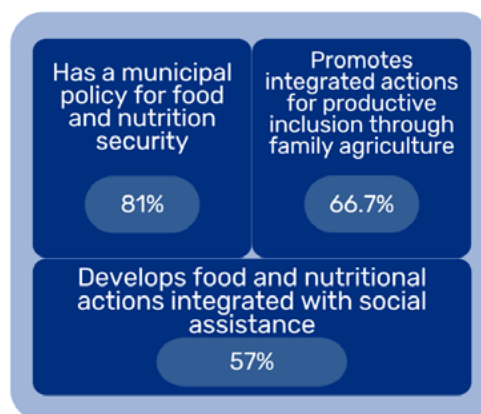 Has a municipal
policy for food
and nutrition
security
81%
Promotes
integrated actions
for productive
inclusion through
family agriculture
66.7%
Develops food and nutritional
actions integrated with social
assistance
57%